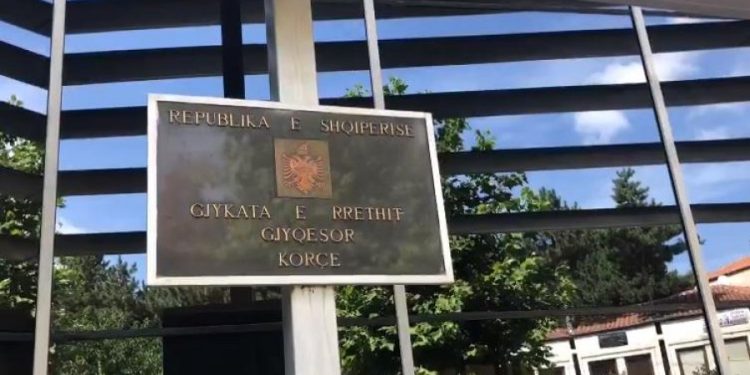 REPUBLIKA E SHQIPERISE
GJYKATA E RRETHIT
GJYQESOR
KORÇE